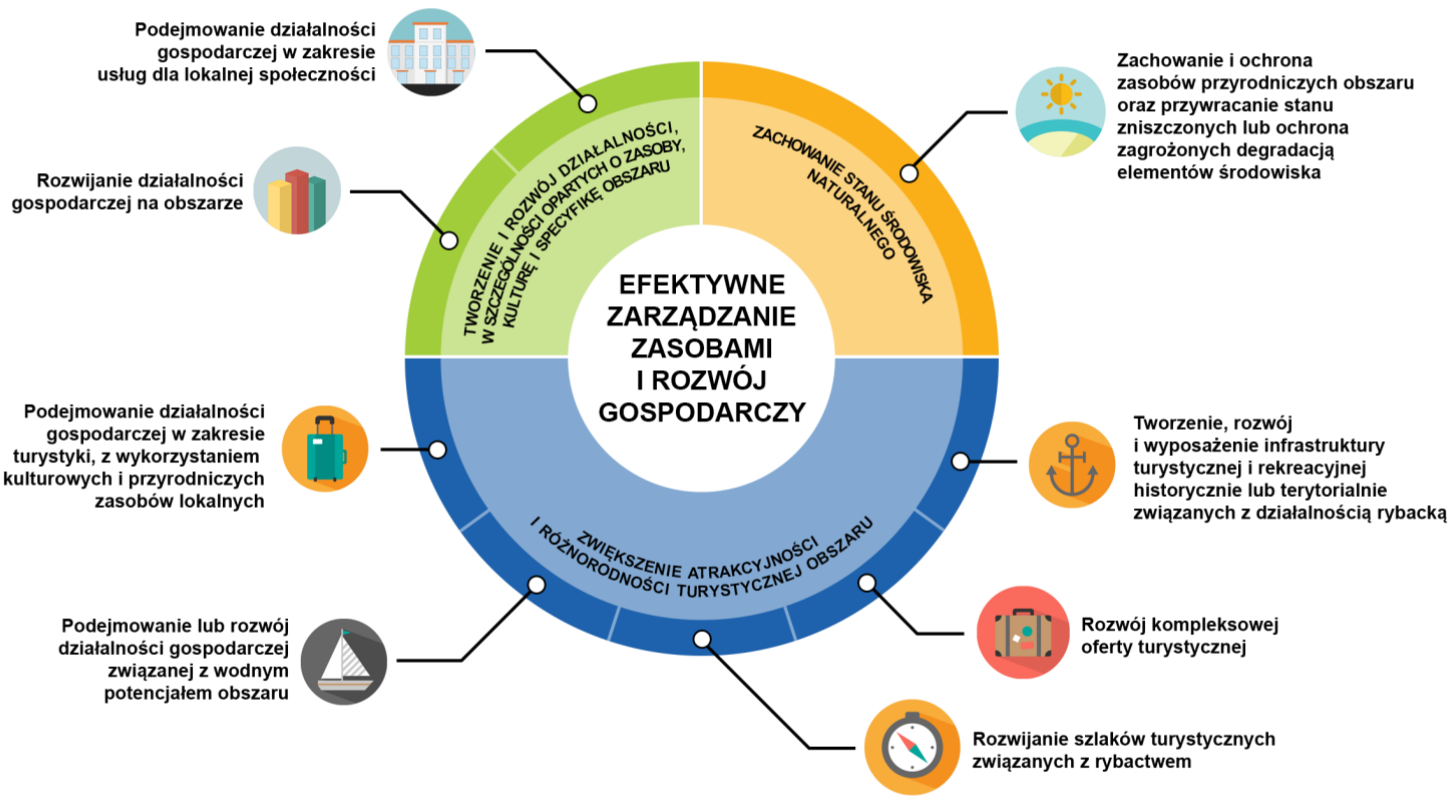 Podejmowanie działalności
gospodarczej w zakresie
usług dla lokalnej społeczności
Rozwijanie działalności
gospodarczej na obszarze
Podejmowanie działalności
gospodarczej w zakresie
turystyki, z wykorzystaniem
kulturowych i przyrodniczych
zasobów lokalnych
Podejmowanie lub rozwój
działalności gospodarczej
związanej z wodnym
potencjałem obszaru
TWORZENIE I ROZWÓJ DZIAŁALNOŚCI,
W SZCZEGÓLNOŚCI OPARTYCH O ZASOBY,
KULTURĘ I SPECYFIKĘ OBSZARU
ZACHOWANIE STANU ŚRODOWISKA
NATURALNEGO
EFEKTYWNE
ZARZĄDZANIE
ZASOBAMI
I ROZWÓJ
GOSPODARCZY
ZWIĘKSZENIE ATRAKCYJNOŚCI
I RÓŻNORODNOŚCI TURYSTYCZNEJ OBSZARU
Zachowanie i ochrona
zasobów przyrodniczych obszaru
oraz przywracanie stanu
zniszczonych lub ochrona
zagrożonych degradacją
elementów środowiska
Tworzenie, rozwój
i wyposażenie infrastruktury
turystycznej i rekreacyjnej
historycznie lub terytorialnie
związanych z działalnością rybacką
Rozwój kompleksowej
oferty turystycznej
Rozwijanie szlaków turystycznych
związanych z rybactwem